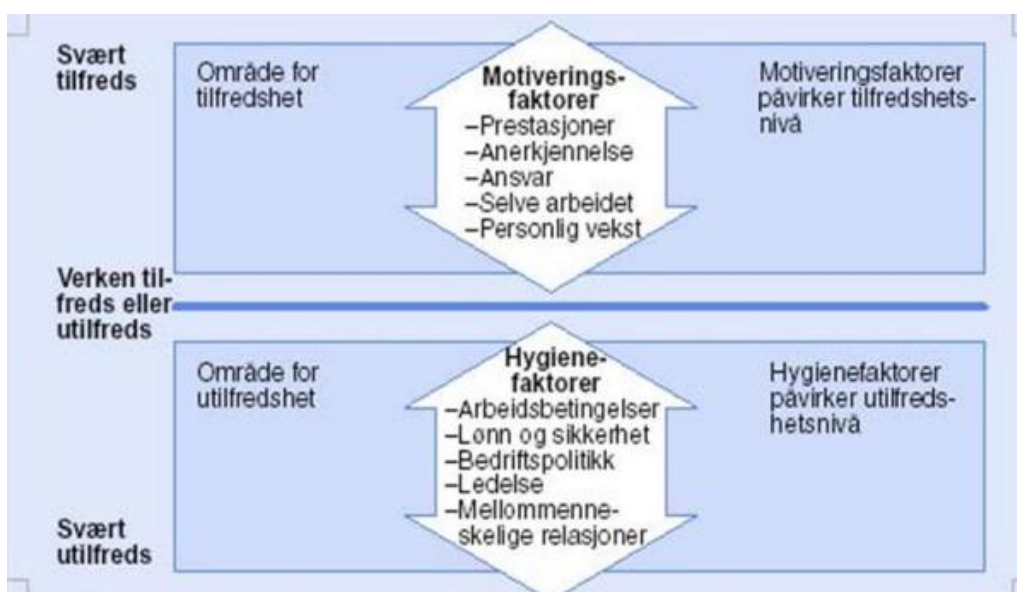 Svært
tilfreds
Område for
tilfredshet
Motiverings-
faktorer
–Prestasjoner
–Anerkjennelse
–Ansvar
–Selve arbeidet
–Personlig vekst
Motiveringsfaktorer
påvirker tilfredshets-
nivå
Verken til-
freds eller
utilfreds
Område for
utilfredshet
Hygiene-
faktorer
–Arbeidsbetingelser
–Lønn og sikkerhet
–Bedriftspolitikk
–Ledelse
–Mellommenne-
skelige relasjoner
Hygienefaktorer
påvirker utilfreds-
hetsnivå
Svært
utilfreds